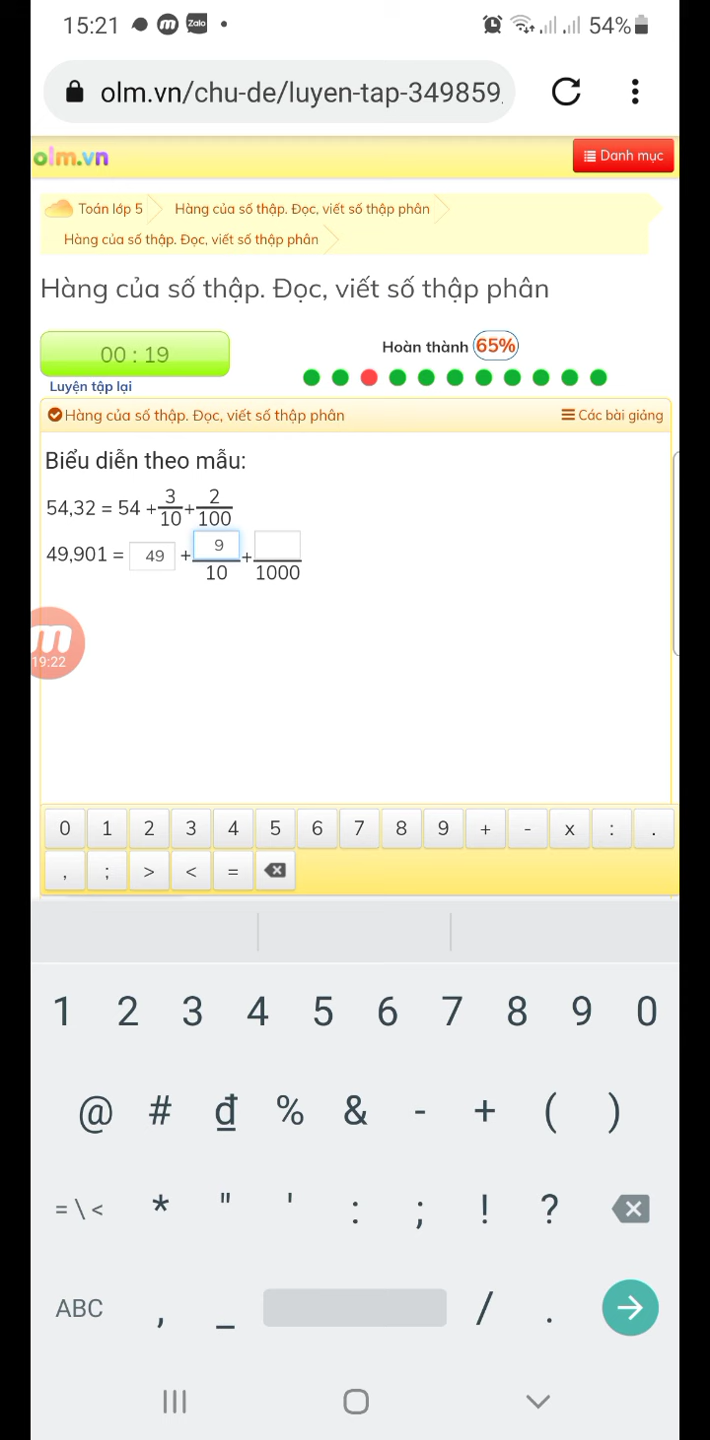 15:21 Zalo 54%
olm.vn/chu-de/luyen-tap-349859
olm.vn Danh mục
Toán lớp 5 Hàng của số thập. Đọc, viết số thập phân
Hàng của số thập. Đọc, viết số thập phân
Hàng của số thập. Đọc, viết số thập phân
00 : 19 Hoàn thành 65%
Luyện tập lại
Hàng của số thập. Đọc, viết số thập phân Các bài giảng
Biểu diễn theo mẫu:
54,32 = 54 + 3/10 + 2/100
49,901 = 49 + 9/10 + /1000
m
19:22
0 1 2 3 4 5 6 7 8 9 + - x : .
, ; > < =
1 2 3 4 5 6 7 8 9 0
@ # đ % & - + ( )
= \ < * " ' : ; ! ?
ABC , _ / .